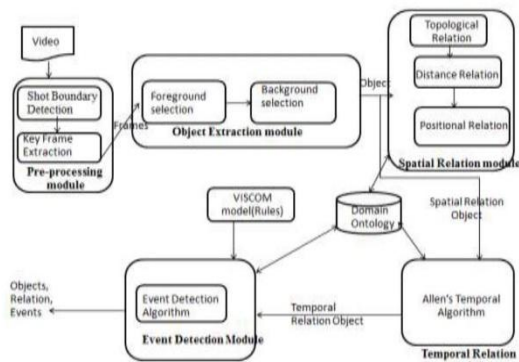 Video
Shot Boundary
Detection
Key Frame
Extraction
Pre-processing
module
Frames
Foreground
selection
Background
selection
Object Extraction module
Object
Topological
Relation
Distance Relation
Positional Relation
Spatial Relation module
VISCOM
model(Rules)
Domain
Ontology
Spatial Relation
Object
Objects,
Relation,
Events
Event Detection
Algorithm
Event Detection Module
Temporal
Relation Object
Allen's Temporal
Algorithm
Temporal Relation